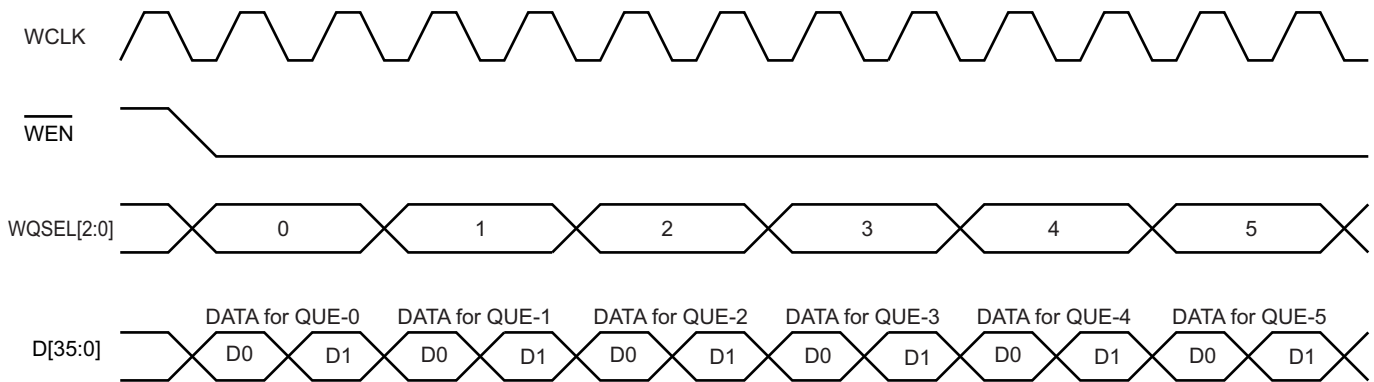 WCLK
WEN
WQSEL[2:0] 0 1 2 3 4 5
DATA for QUE-0 DATA for QUE-1 DATA for QUE-2 DATA for QUE-3 DATA for QUE-4 DATA for QUE-5
D[35:0] D0 D1 D0 D1 D0 D1 D0 D1 D0 D1 D0 D1